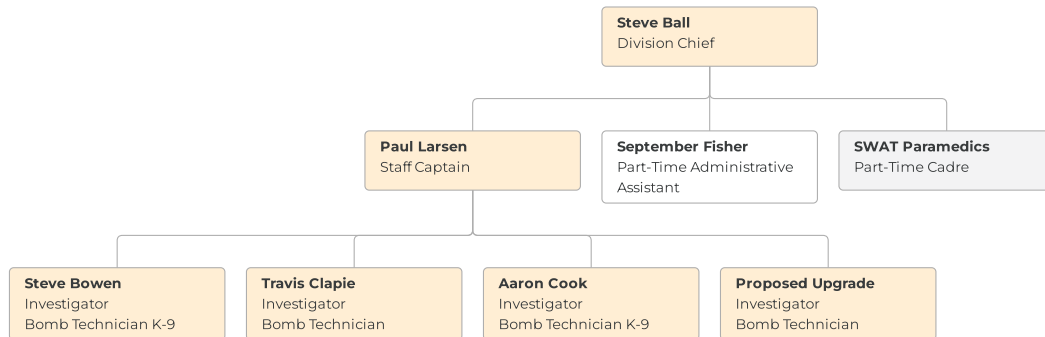 Steve Ball
Division Chief
Paul Larsen
Staff Captain
September Fisher
Part-Time Administrative
Assistant
SWAT Paramedics
Part-Time Cadre
Steve Bowen
Investigator
Bomb Technician K-9
Travis Clapie
Investigator
Bomb Technician
Aaron Cook
Investigator
Bomb Technician K-9
Proposed Upgrade
Investigator
Bomb Technician